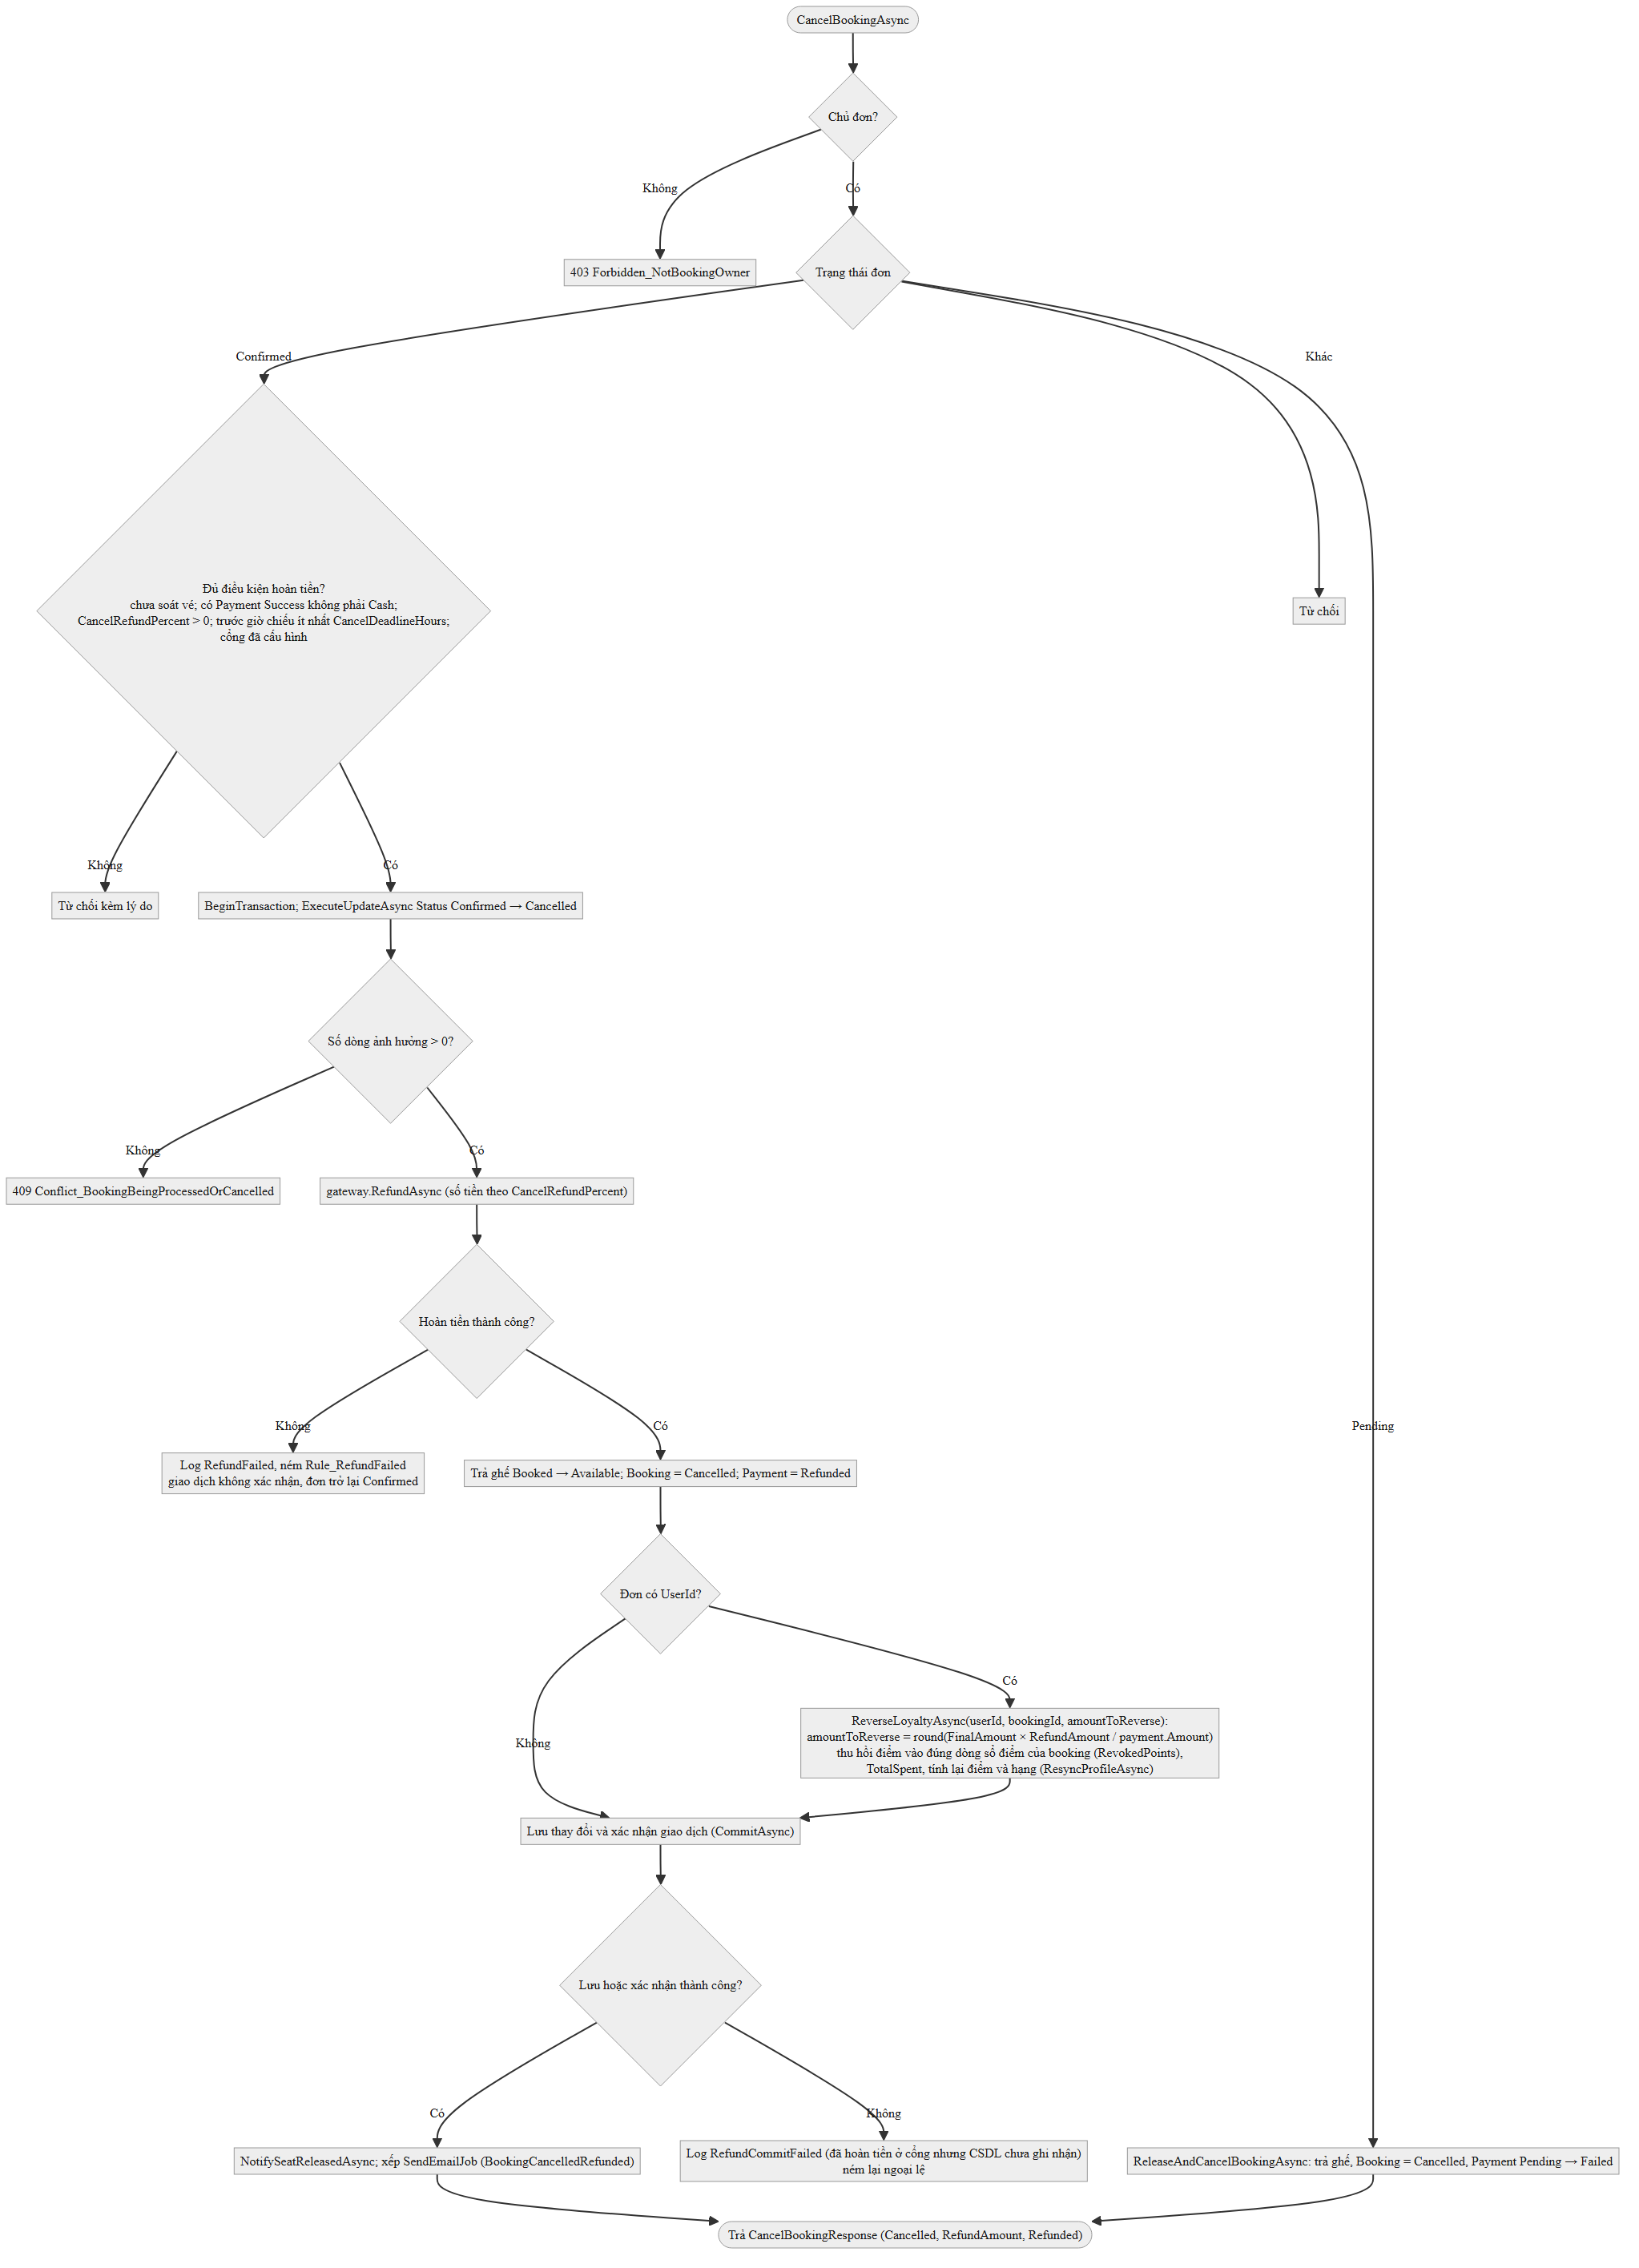 CancelBookingAsync
Chủ đơn?
Không
Có
403 Forbidden_NotBookingOwner
Trạng thái đơn
Confirmed
Khác
Đủ điều kiện hoàn tiền?
chưa soát vé; có Payment Success không phải Cash;
CancelRefundPercent > 0; trước giờ chiếu ít nhất CancelDeadlineHours;
cổng đã cấu hình
Từ chối
Không
Có
Từ chối kèm lý do
BeginTransaction; ExecuteUpdateAsync Status Confirmed → Cancelled
Số dòng ảnh hưởng > 0?
Không
Có
409 Conflict_BookingBeingProcessedOrCancelled
gateway.RefundAsync (số tiền theo CancelRefundPercent)
Hoàn tiền thành công?
Không
Có
Pending
Log RefundFailed, ném Rule_RefundFailed
giao dịch không xác nhận, đơn trở lại Confirmed
Trả ghế Booked → Available; Booking = Cancelled; Payment = Refunded
Đơn có UserId?
Có
Không
ReverseLoyaltyAsync(userId, bookingId, amountToReverse):
amountToReverse = round(FinalAmount × RefundAmount / payment.Amount)
thu hồi điểm vào đúng dòng sổ điểm của booking (RevokedPoints),
TotalSpent, tính lại điểm và hạng (ResyncProfileAsync)
Lưu thay đổi và xác nhận giao dịch (CommitAsync)
Lưu hoặc xác nhận thành công?
Có
Không
NotifySeatReleasedAsync; xếp SendEmailJob (BookingCancelledRefunded)
Log RefundCommitFailed (đã hoàn tiền ở cổng nhưng CSDL chưa ghi nhận)
ném lại ngoại lệ
ReleaseAndCancelBookingAsync: trả ghế, Booking = Cancelled, Payment Pending → Failed
Trả CancelBookingResponse (Cancelled, RefundAmount, Refunded)